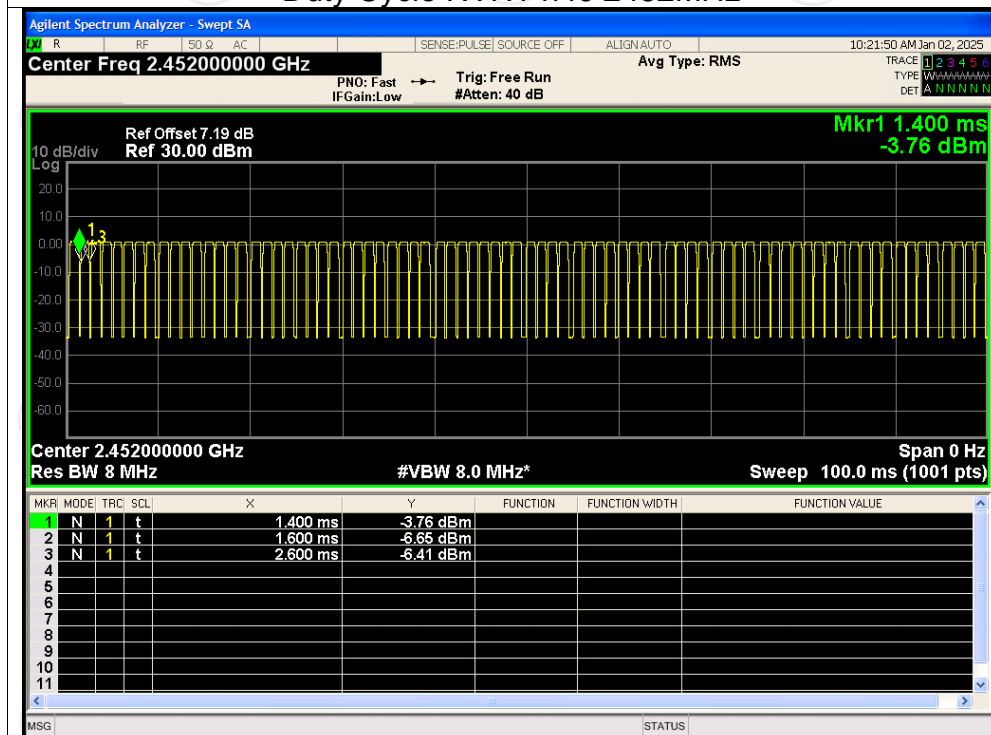 Agilent Spectrum Analyzer - Swept SA
LXI R RF 50 Ω AC SENSE:PULSE SOURCE OFF ALIGN AUTO 10:21:50 AM Jan 02, 2025
Center Freq 2.452000000 GHz
PNO: Fast
IFGain:Low
Trig: Free Run
#Atten: 40 dB
Avg Type: RMS
TRACE 1 2 3 4 5 6
TYPE W
DET A N N N N N
Ref Offset 7.19 dB
10 dB/div Ref 30.00 dBm
Log
Mkr1 1.400 ms
-3.76 dBm
20.0
10.0
0.00
-10.0
-20.0
-30.0
-40.0
-50.0
-60.0
1
3
Center 2.452000000 GHz Span 0 Hz
Res BW 8 MHz #VBW 8.0 MHz* Sweep 100.0 ms (1001 pts)
MKR MODE TRC SCL X Y FUNCTION FUNCTION WIDTH FUNCTION VALUE
1 N 1 t 1.400 ms -3.76 dBm
2 N 1 t 1.600 ms -6.65 dBm
3 N 1 t 2.600 ms -6.41 dBm
4
5
6
7
8
9
10
11
MSG STATUS